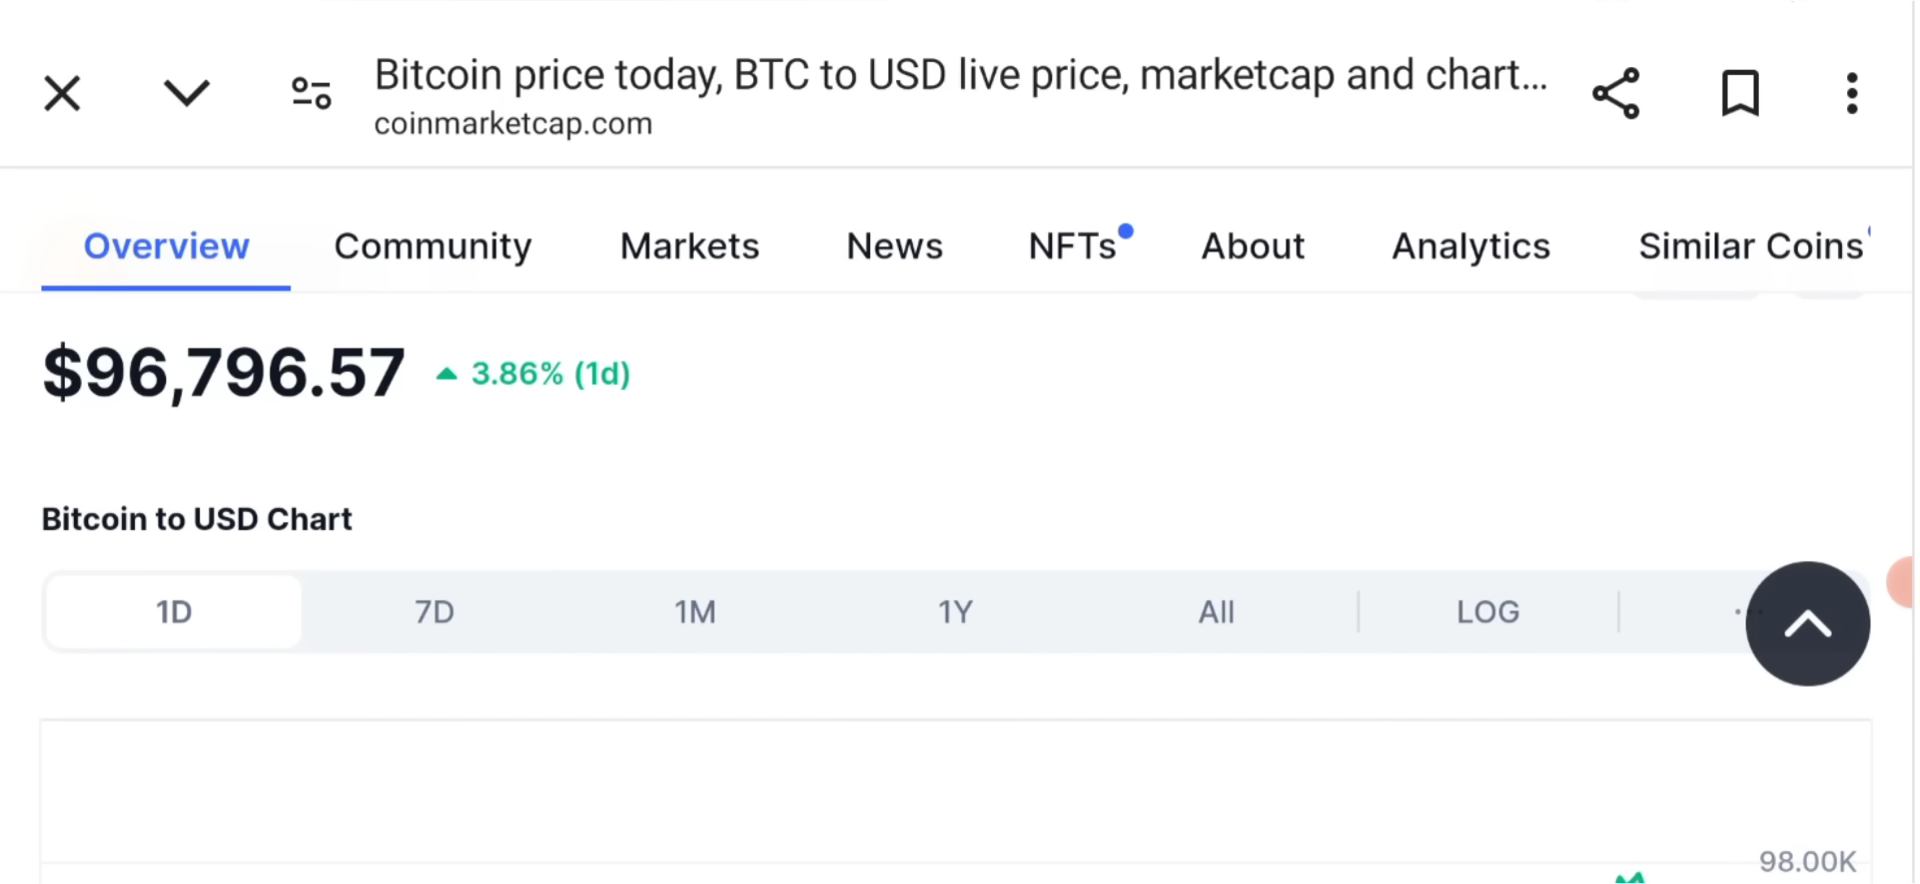 Bitcoin price today, BTC to USD live price, marketcap and chart...
coinmarketcap.com
Overview Community Markets News NFTs About Analytics Similar Coins
$96,796.57 ▲ 3.86% (1d)
Bitcoin to USD Chart
1D 7D 1M 1Y All LOG
98.00K